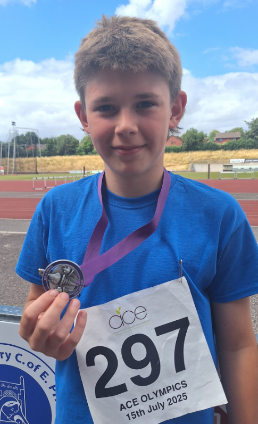 ace
297
ACE OLYMPICS
15th July 2025
ry C. of E.